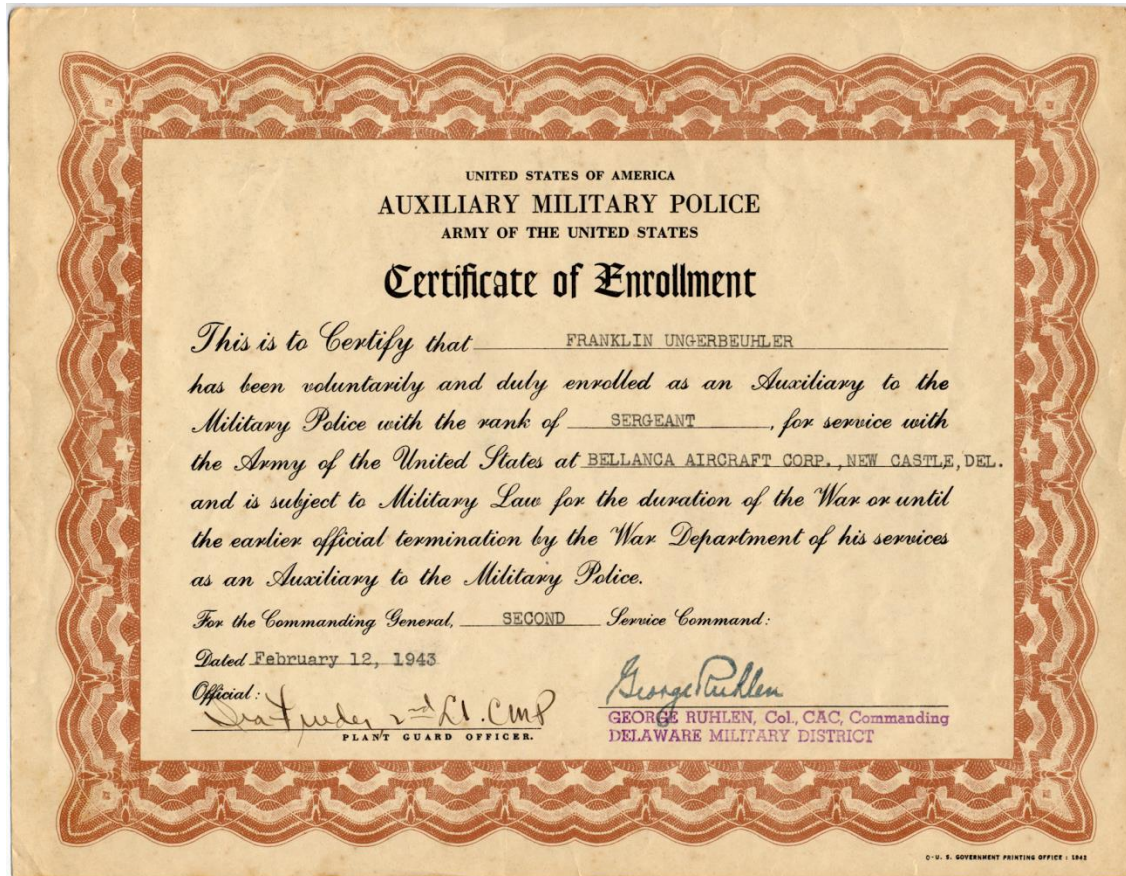 UNITED STATES OF AMERICA
AUXILIARY MILITARY POLICE
ARMY OF THE UNITED STATES
Certificate of Enrollment
This is to Certify that FRANKLIN UNGERBEUHLER
has been voluntarily and duly enrolled as an Auxiliary to the
Military Police with the rank of SERGEANT, for service with
the Army of the United States at BELLANCA AIRCRAFT CORP., NEW CASTLE, DEL.
and is subject to Military Law for the duration of the War or until
the earlier official termination by the War Department of his services
as an Auxiliary to the Military Police.
For the Commanding General, SECOND Service Command:
Dated February 12, 1943
Official:
2nd Lt. CMP
PLANT GUARD OFFICER.
George Ruhlen
GEORGE RUHLEN, Col., CAC, Commanding
DELAWARE MILITARY DISTRICT
U. S. GOVERNMENT PRINTING OFFICE : 1942